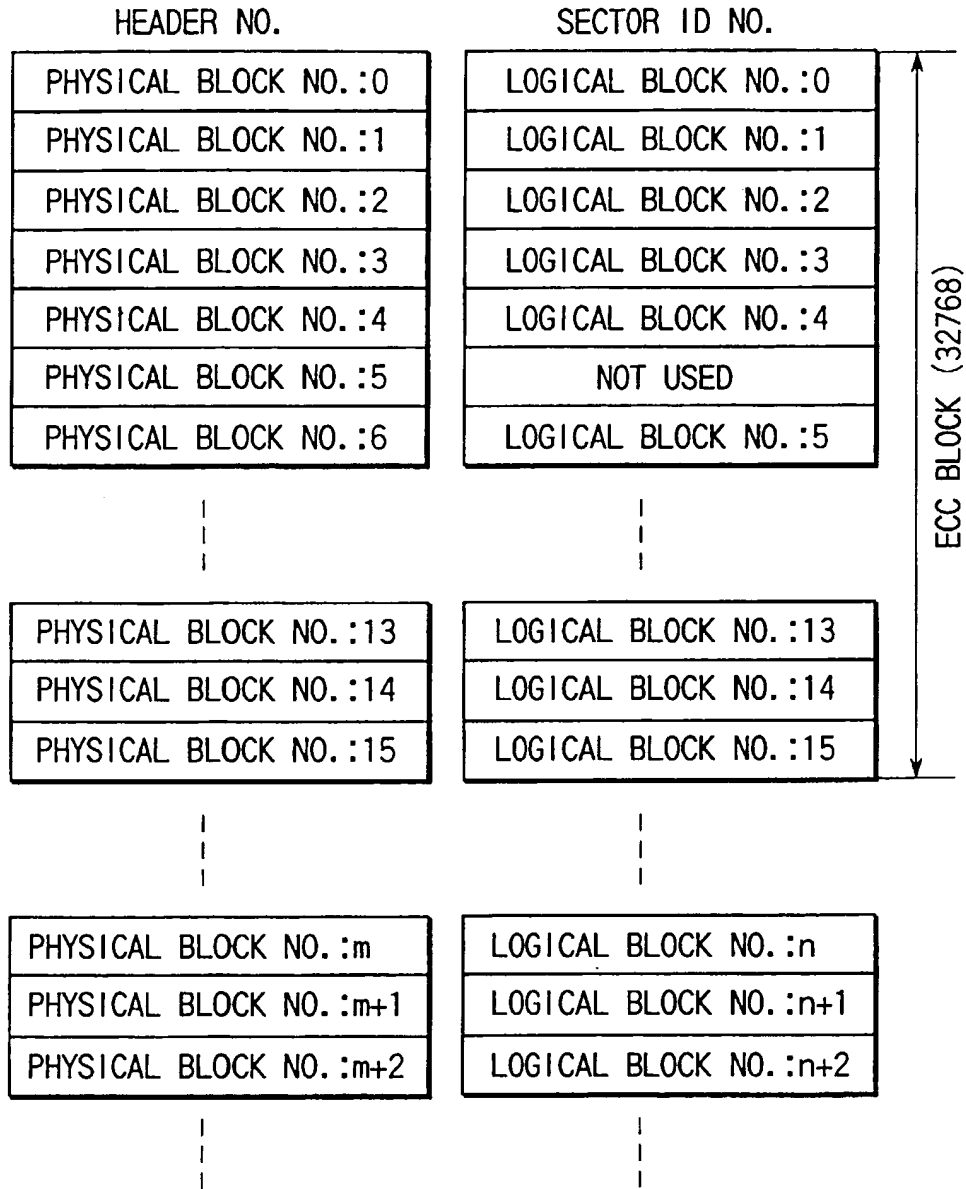 HEADER NO.
SECTOR ID NO.
PHYSICAL BLOCK NO.:0
LOGICAL BLOCK NO.:0
PHYSICAL BLOCK NO.:1
LOGICAL BLOCK NO.:1
PHYSICAL BLOCK NO.:2
LOGICAL BLOCK NO.:2
PHYSICAL BLOCK NO.:3
LOGICAL BLOCK NO.:3
PHYSICAL BLOCK NO.:4
LOGICAL BLOCK NO.:4
PHYSICAL BLOCK NO.:5
NOT USED
PHYSICAL BLOCK NO.:6
LOGICAL BLOCK NO.:5
PHYSICAL BLOCK NO.:13
LOGICAL BLOCK NO.:13
PHYSICAL BLOCK NO.:14
LOGICAL BLOCK NO.:14
PHYSICAL BLOCK NO.:15
LOGICAL BLOCK NO.:15
ECC BLOCK (32768)
PHYSICAL BLOCK NO.:m
LOGICAL BLOCK NO.:n
PHYSICAL BLOCK NO.:m+1
LOGICAL BLOCK NO.:n+1
PHYSICAL BLOCK NO.:m+2
LOGICAL BLOCK NO.:n+2